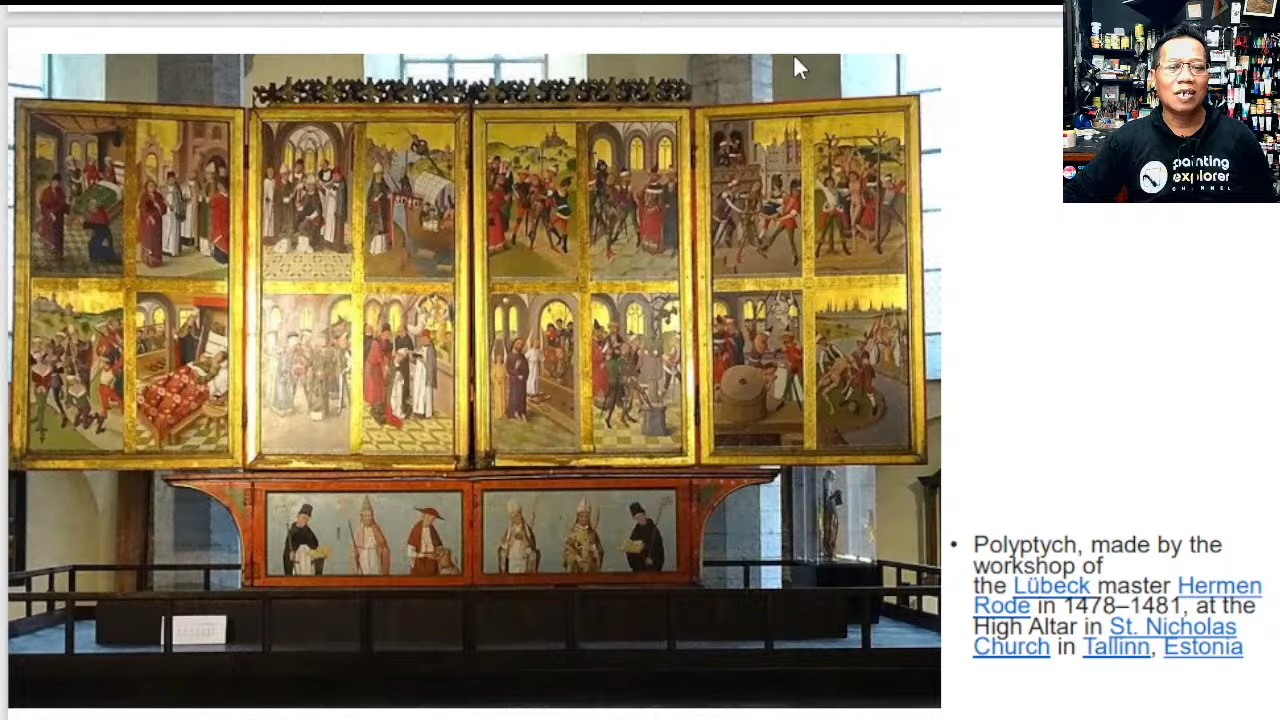 painting
explorer
CHANNEL
• Polyptych, made by the
workshop of
the Lübeck master Hermen
Rode in 1478–1481, at the
High Altar in St. Nicholas
Church in Tallinn, Estonia